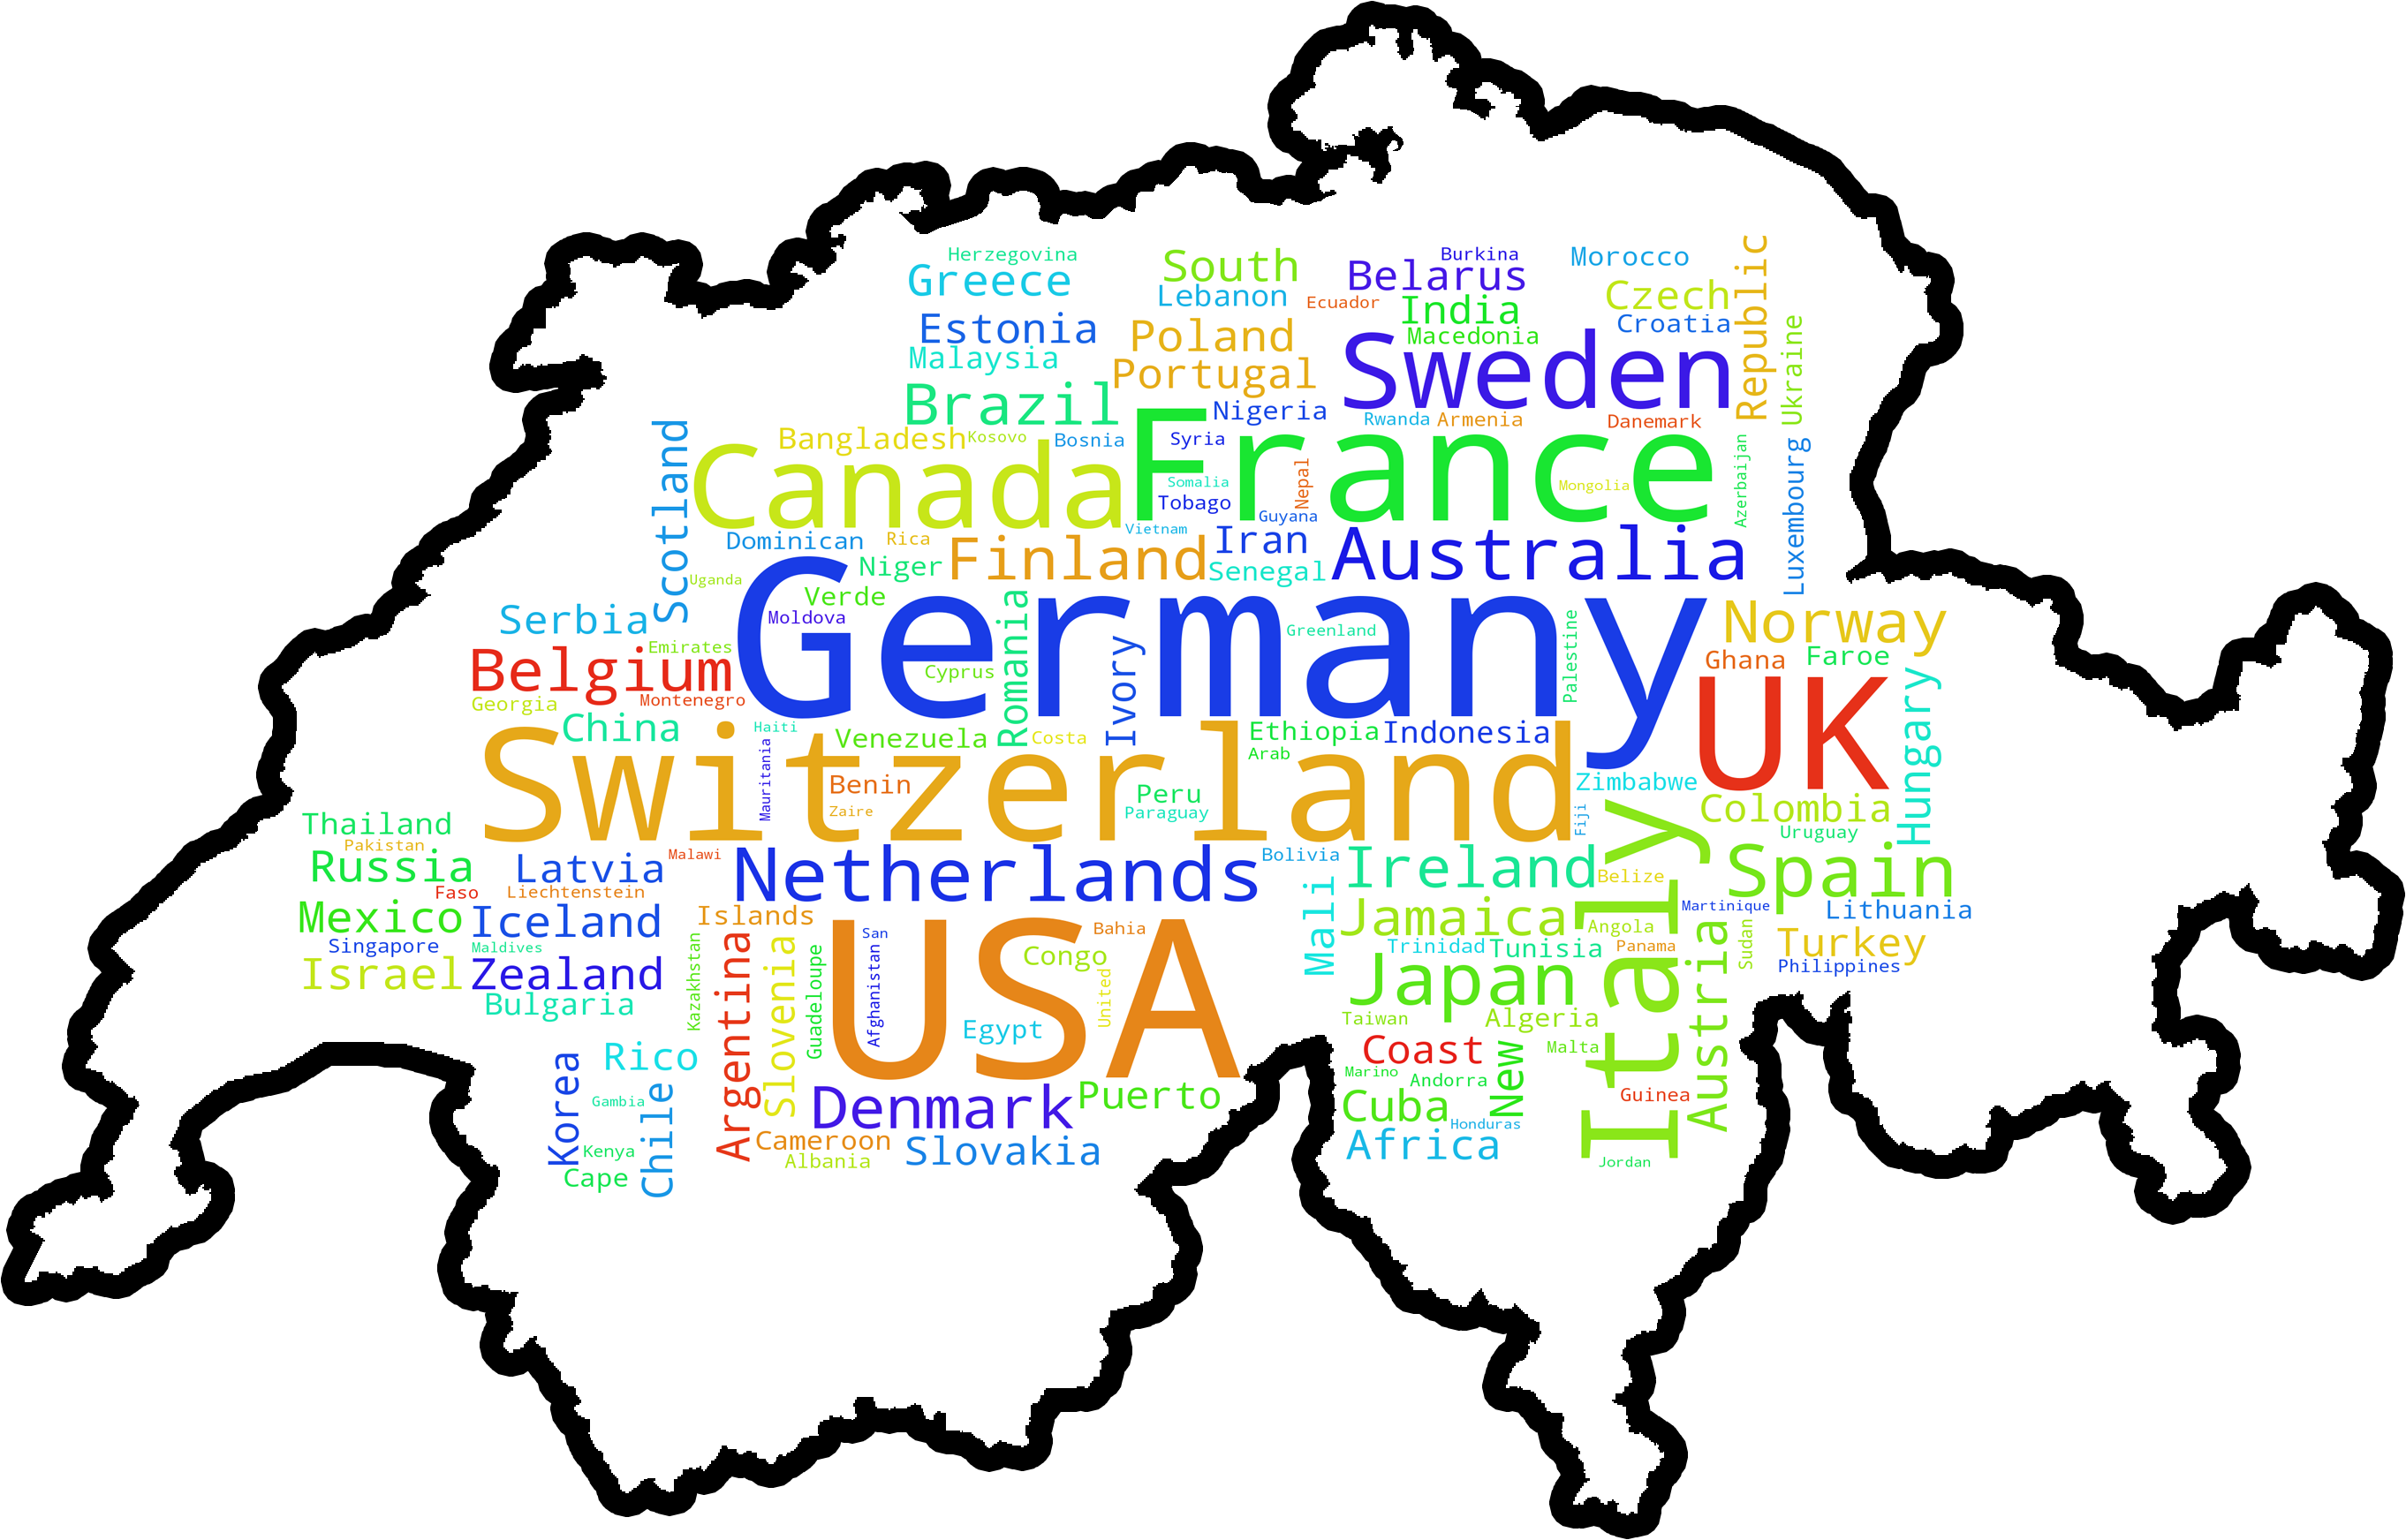 Herzegovina
Greece
South
Belarus
Burkina
Morocco
Republic
Lebanon
Ecuador
India
Czech
Croatia
Estonia
Poland
Macedonia
Ukraine
Malaysia
Portugal
Sweden
Brazil
Nigeria
Rwanda
Armenia
Danemark
Scotland
Bangladesh
Kosovo
Bosnia
Syria
France
Canada
Somalia
Nepal
Mongolia
Azerbaijan
Luxembourg
Tobago
Guyana
Vietnam
Dominican
Rica
Finland
Iran
Australia
Uganda
Niger
Senegal
Verde
Moldova
Serbia
Germany
Romania
Ivory
Greenland
Palestine
Norway
Emirates
Belgium
Cyprus
Ghana
Faroe
Georgia
Montenegro
UK
Hungary
China
Haiti
Venezuela
Costa
Ethiopia
Indonesia
Arab
Switzerland
Mauritania
Benin
Zaire
Peru
Paraguay
Zimbabwe
Fiji
Colombia
Uruguay
Thailand
Pakistan
Russia
Latvia
Malawi
Netherlands
Bolivia
Ireland
Italy
Belize
Spain
Faso
Liechtenstein
Mexico
Iceland
Islands
Mali
Jamaica
Martinique
Lithuania
Singapore
Maldives
Kazakhstan
Argentina
Slovenia
Guadeloupe
San
Afghanistan
USA
Bahia
Congo
United
Trinidad
Tunisia
Angola
Panama
Sudan
Austria
Turkey
Philippines
Israel
Zealand
Bulgaria
Egypt
Japan
Taiwan
Algeria
Korea
Rico
Coast
New
Malta
Gambia
Chile
Denmark
Puerto
Marino
Andorra
Guinea
Cuba
Honduras
Kenya
Cameroon
Slovakia
Africa
Cape
Albania
Jordan